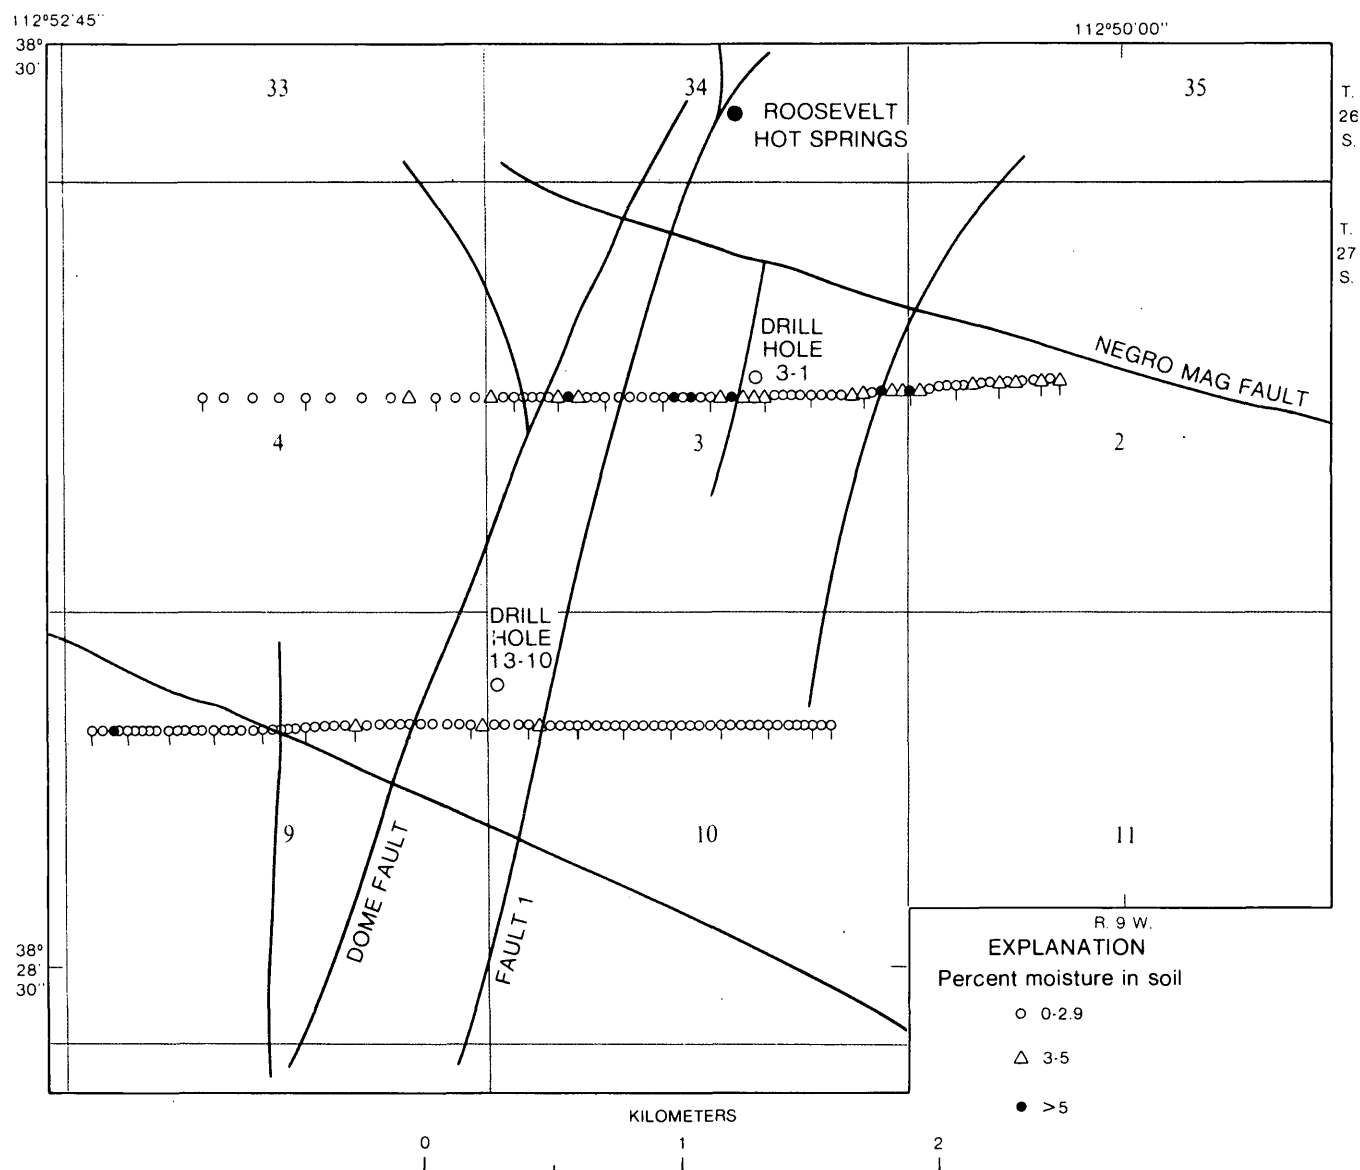 112°52'45"
112°50'00"
38°
30'
33
34
35
T.
26
S.
ROOSEVELT
HOT SPRINGS
T.
27
S.
DRILL
HOLE
3-1
NEGRO MAG FAULT
4
3
2
DRILL
HOLE
13-10
9
10
11
DOME FAULT
FAULT 1
38°
28'
30"
R. 9 W.
EXPLANATION
Percent moisture in soil
0-2.9
3-5
>5
KILOMETERS
0
1
2